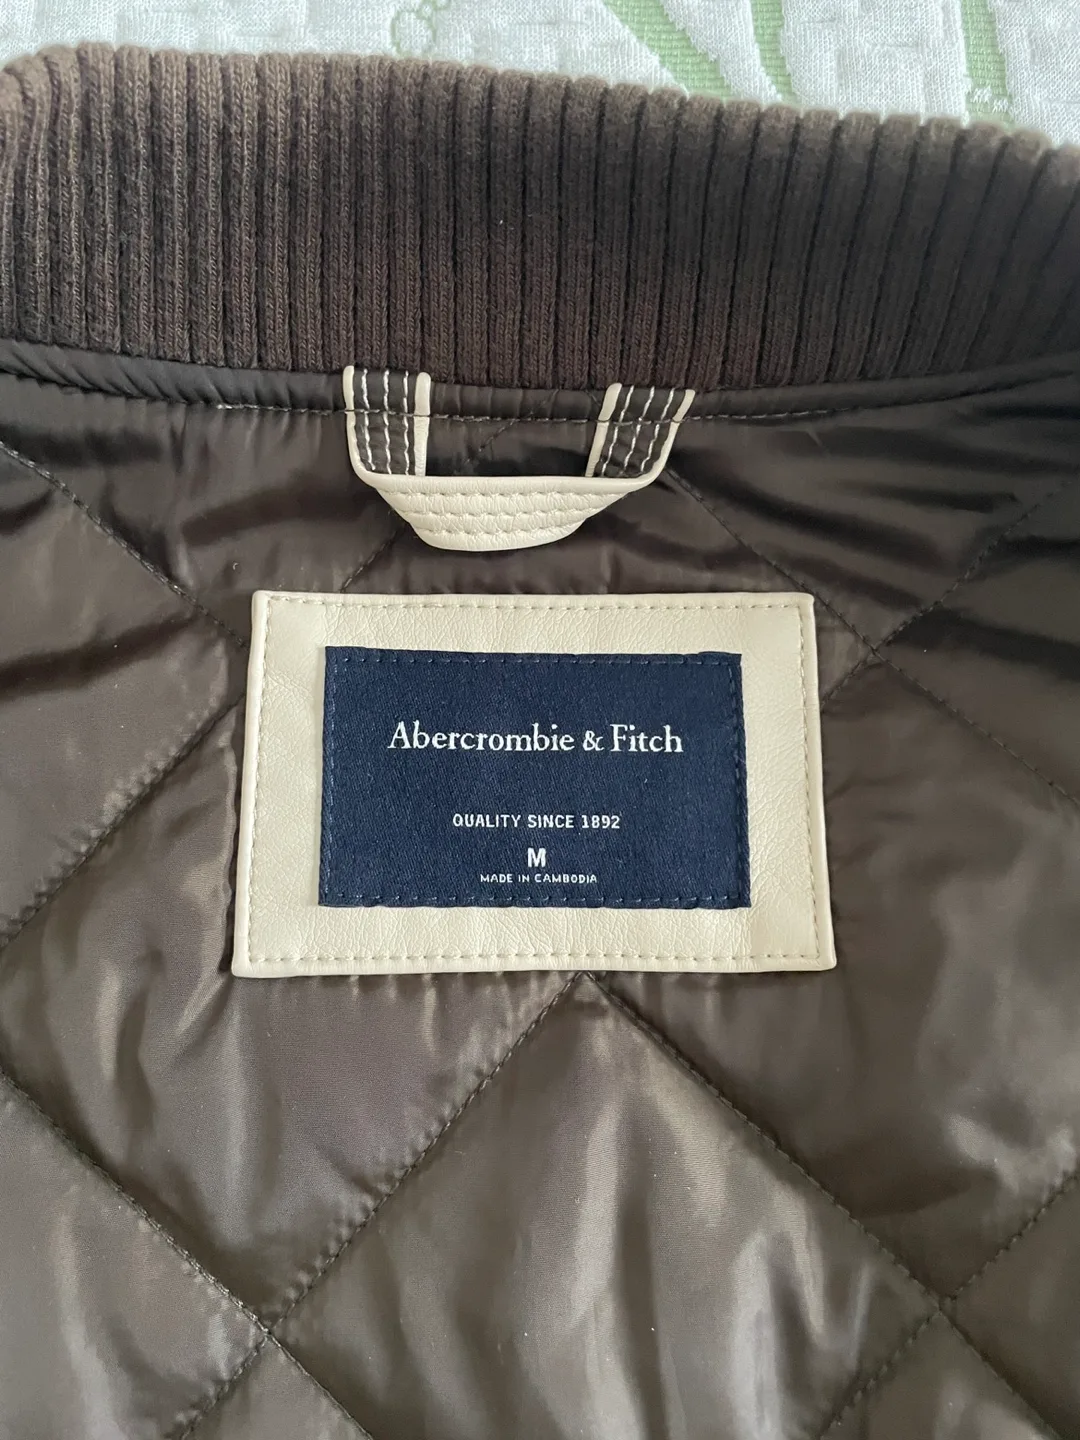 Abercrombie & Fitch
QUALITY SINCE 1892
M
MADE IN CAMBODIA